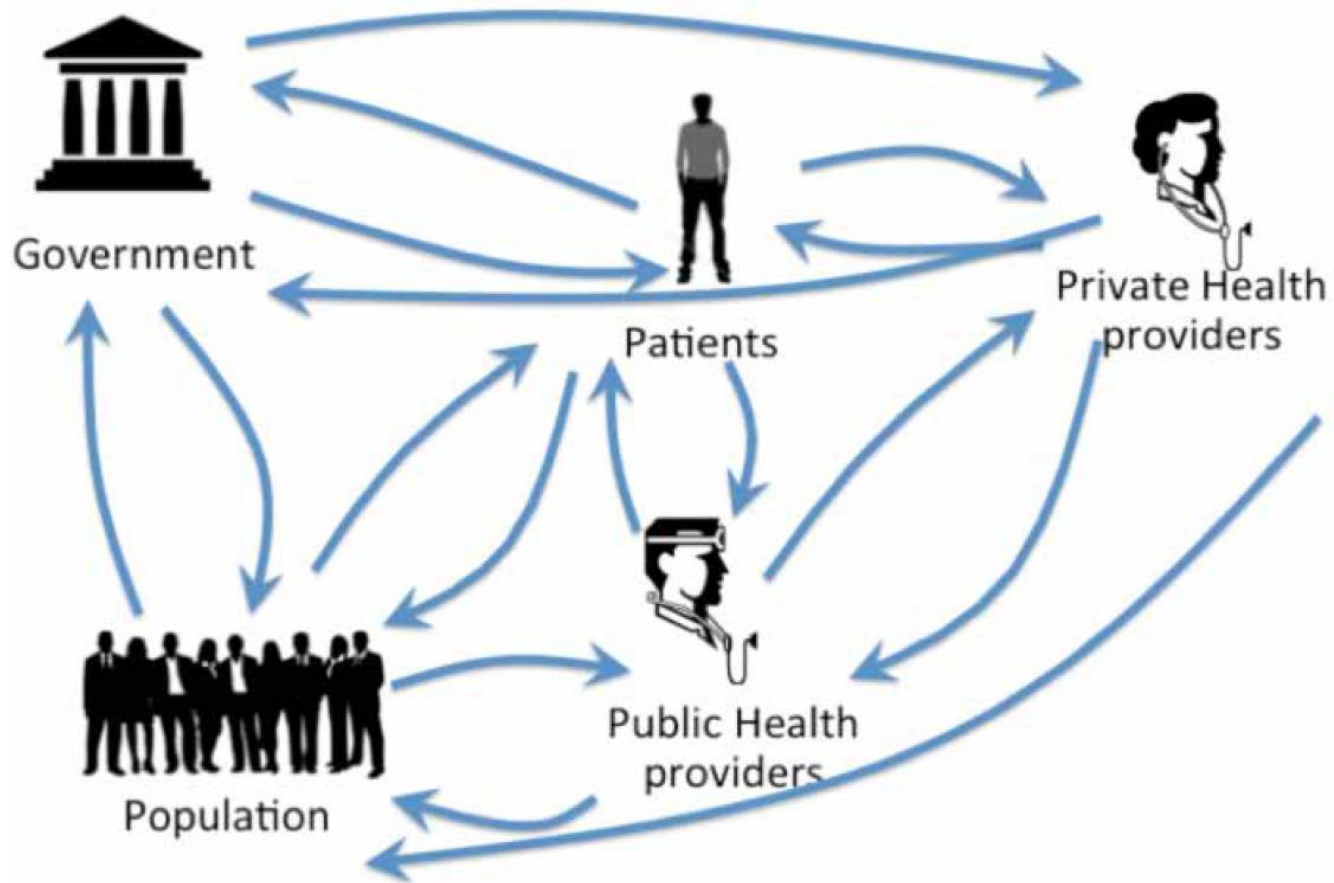 Government
Patients
Private Health
providers
Public Health
providers
Population